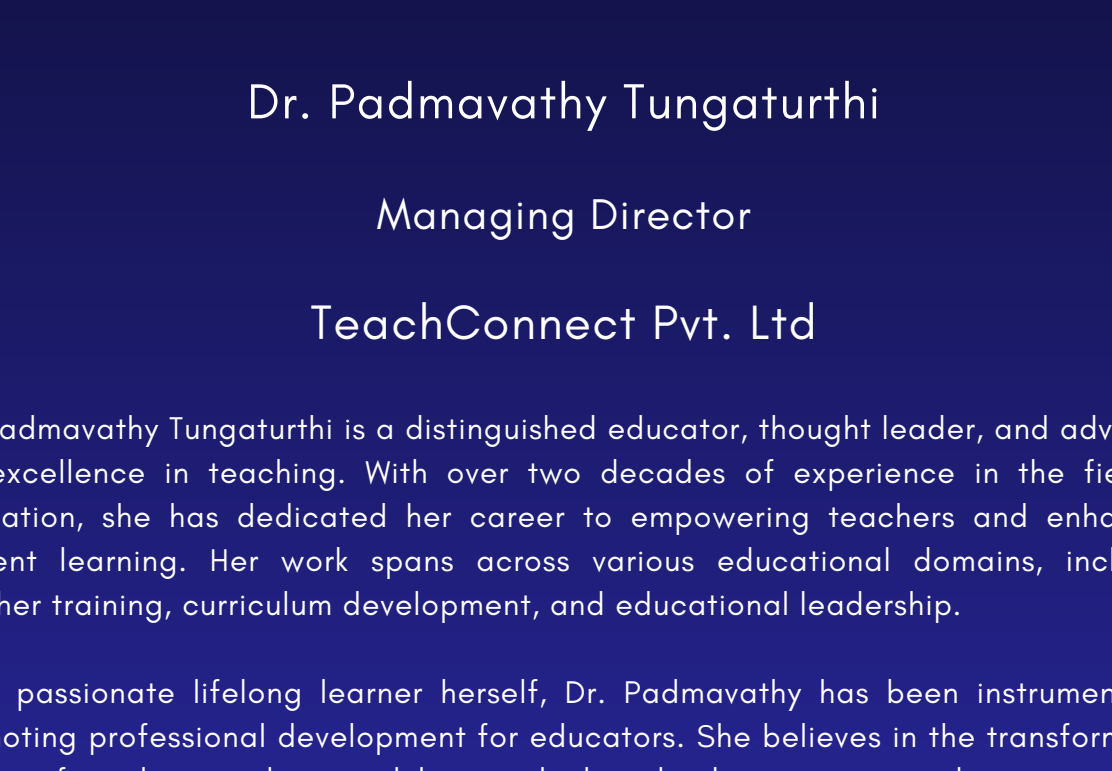 Dr. Padmavathy Tungaturthi
Managing Director
TeachConnect Pvt. Ltd
admavathy Tungaturthi is a distinguished educator, thought leader, and adv
excellence in teaching. With over two decades of experience in the fie
ation, she has dedicated her career to empowering teachers and enha
ent learning. Her work spans across various educational domains, incl
her training, curriculum development, and educational leadership.
passionate lifelong learner herself, Dr. Padmavathy has been instrumen
oting professional development for educators. She believes in the transform